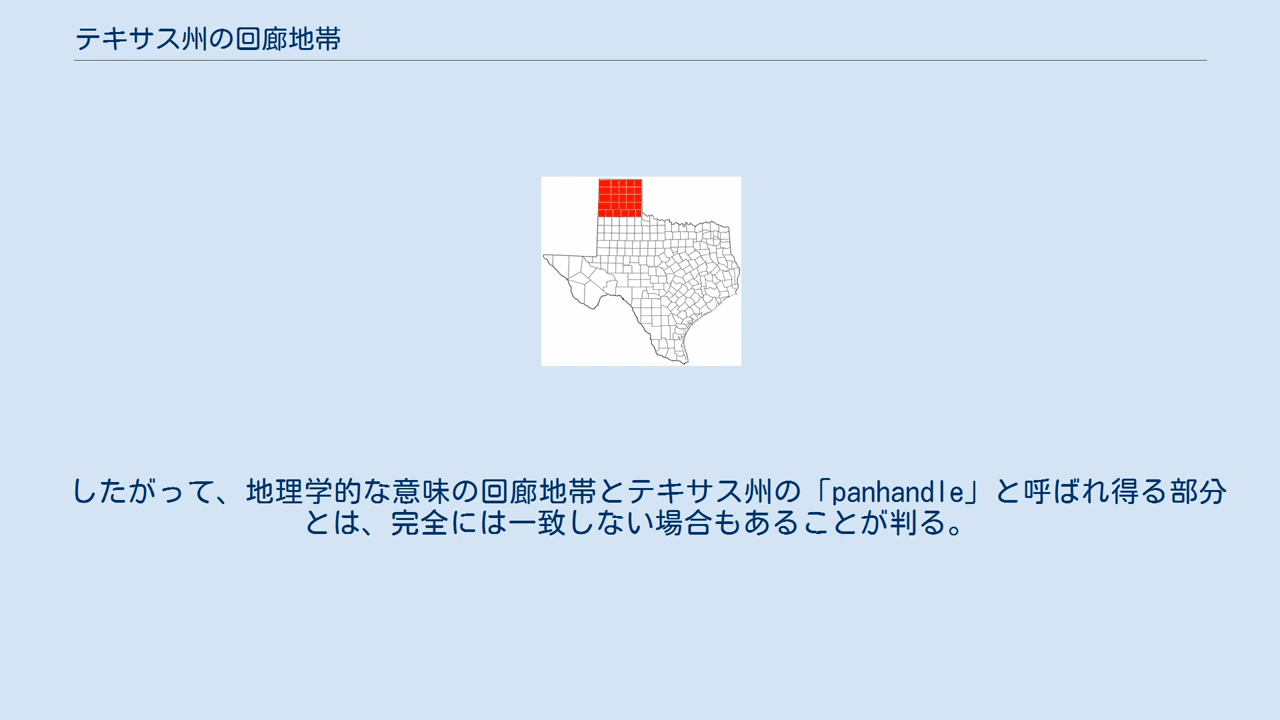 テキサス州の回廊地帯
したがって、地理学的な意味の回廊地帯とテキサス州の「panhandle」と呼ばれ得る部分
とは、完全には一致しない場合もあることが判る。